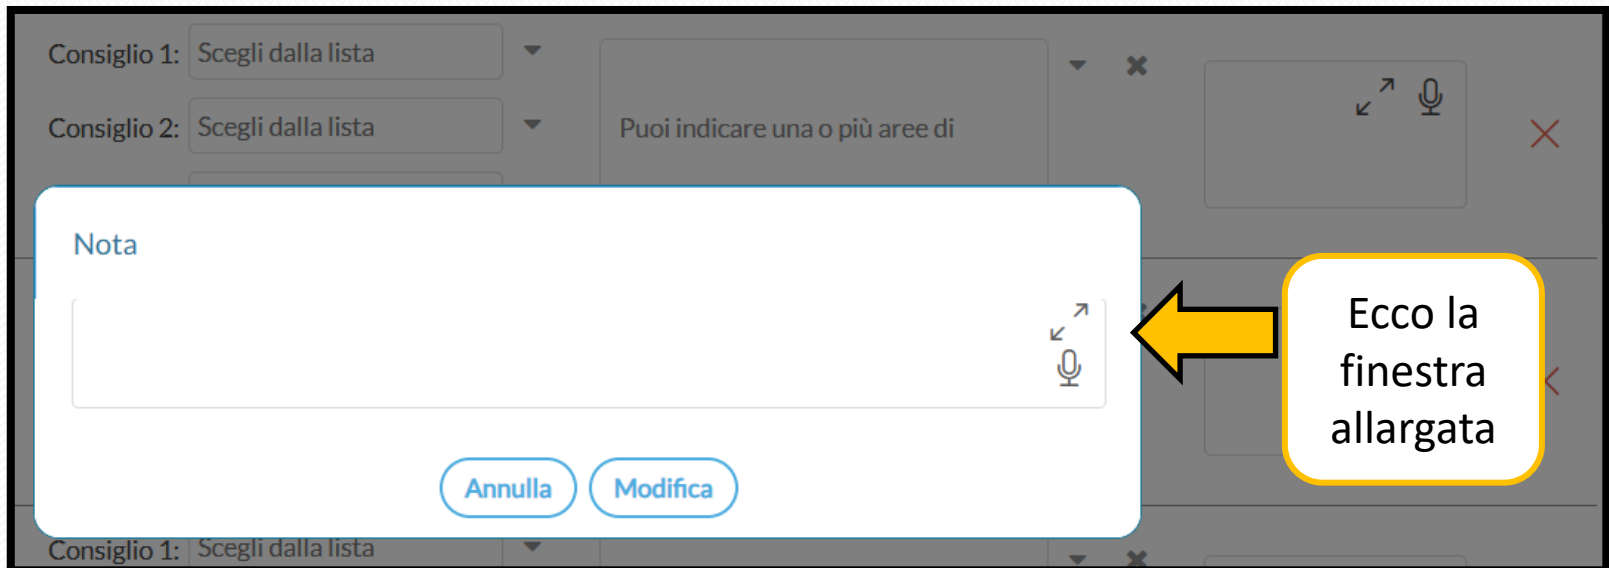 Consiglio 1: Scegli dalla lista
Consiglio 2: Scegli dalla lista
Puoi indicare una o più aree di
Nota
Annulla Modifica
Ecco la
finestra
allargata
Consiglio 1: Scegli dalla lista